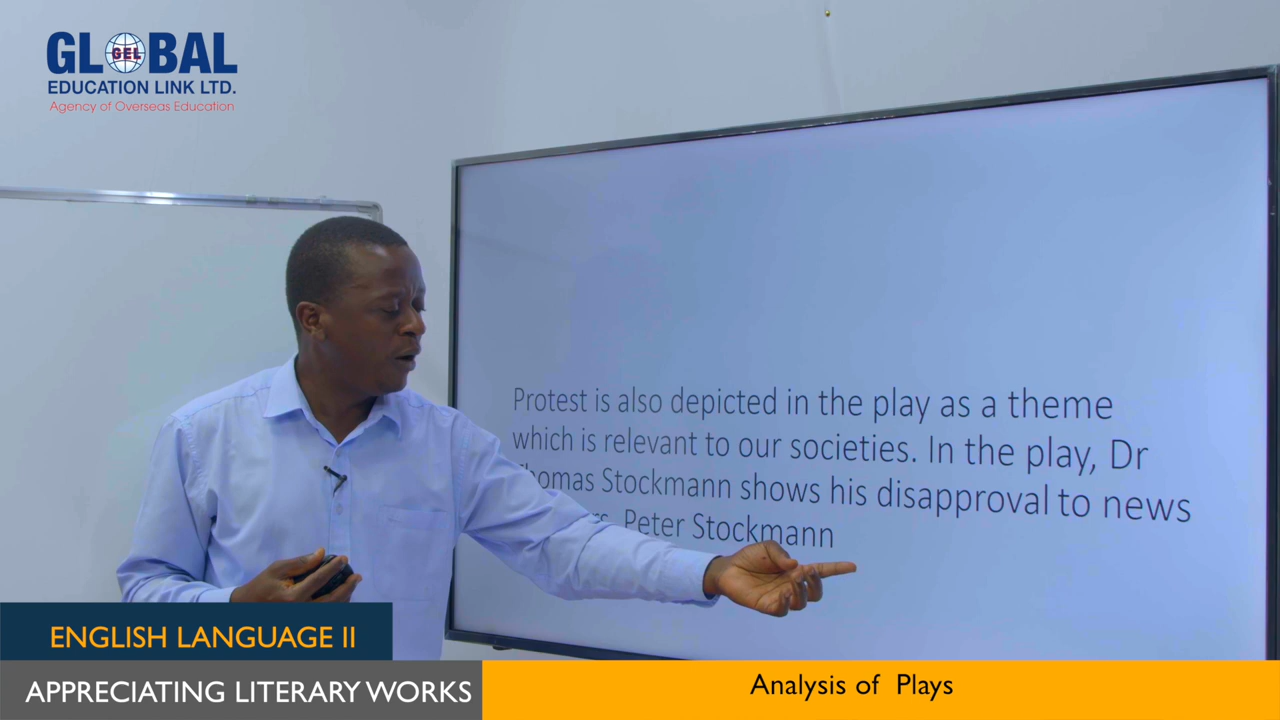 GLOBAL
GEL
EDUCATION LINK LTD.
Agency of Overseas Education
Protest is also depicted in the play as a theme
which is relevant to our societies. In the play, Dr
Thomas Stockmann shows his disapproval to news
Peter Stockmann
ENGLISH LANGUAGE II
APPRECIATING LITERARY WORKS
Analysis of Plays